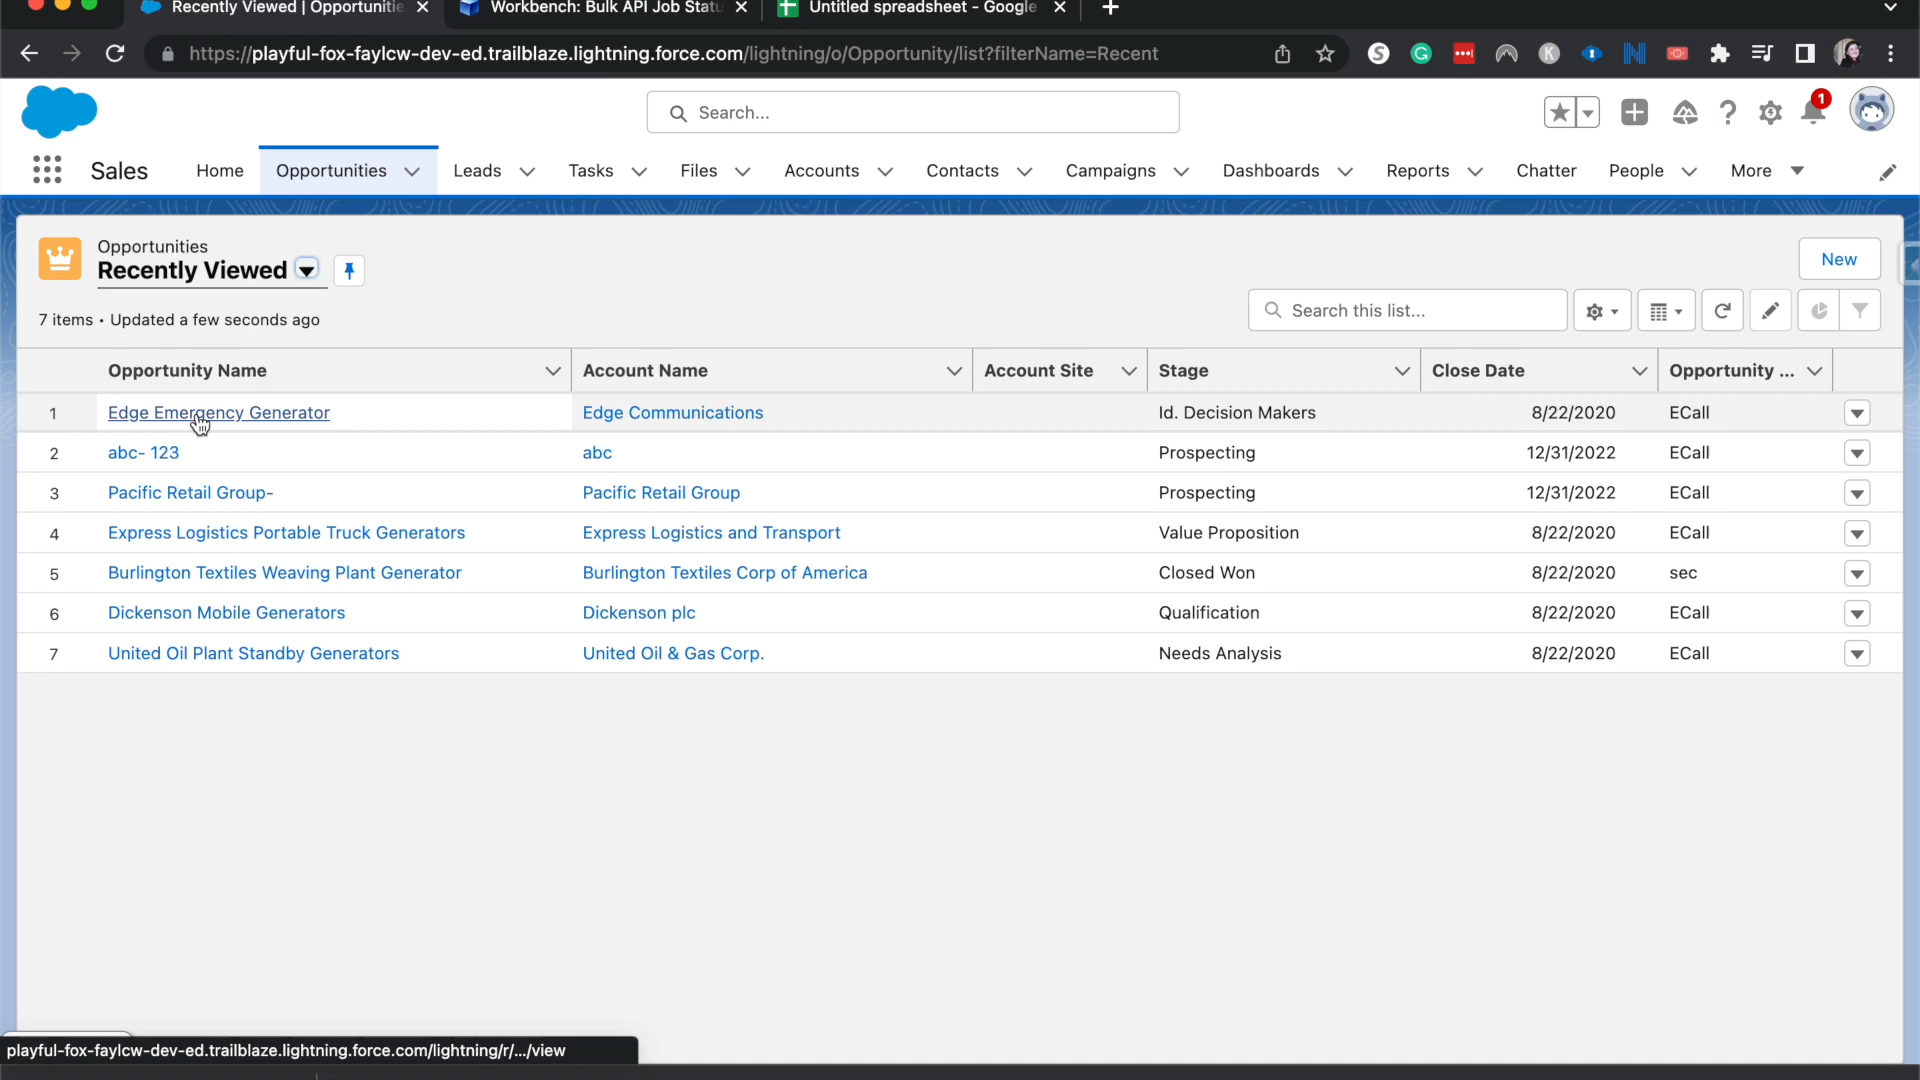 Recently Viewed | Opportunitie
Workbench: Bulk API Job Statu
Untitled spreadsheet - Google
https://playful-fox-faylcw-dev-ed.trailblaze.lightning.force.com/lightning/o/Opportunity/list?filterName=Recent
Search...
1
Sales Home Opportunities Leads Tasks Files Accounts Contacts Campaigns Dashboards Reports Chatter People More
Opportunities
Recently Viewed
New
7 items • Updated a few seconds ago
Search this list...
Opportunity Name Account Name Account Site Stage Close Date Opportunity ...
1 Edge Emergency Generator Edge Communications Id. Decision Makers 8/22/2020 ECall
2 abc- 123 abc Prospecting 12/31/2022 ECall
3 Pacific Retail Group- Pacific Retail Group Prospecting 12/31/2022 ECall
4 Express Logistics Portable Truck Generators Express Logistics and Transport Value Proposition 8/22/2020 ECall
5 Burlington Textiles Weaving Plant Generator Burlington Textiles Corp of America Closed Won 8/22/2020 sec
6 Dickenson Mobile Generators Dickenson plc Qualification 8/22/2020 ECall
7 United Oil Plant Standby Generators United Oil & Gas Corp. Needs Analysis 8/22/2020 ECall
playful-fox-faylcw-dev-ed.trailblaze.lightning.force.com/lightning/r/.../view